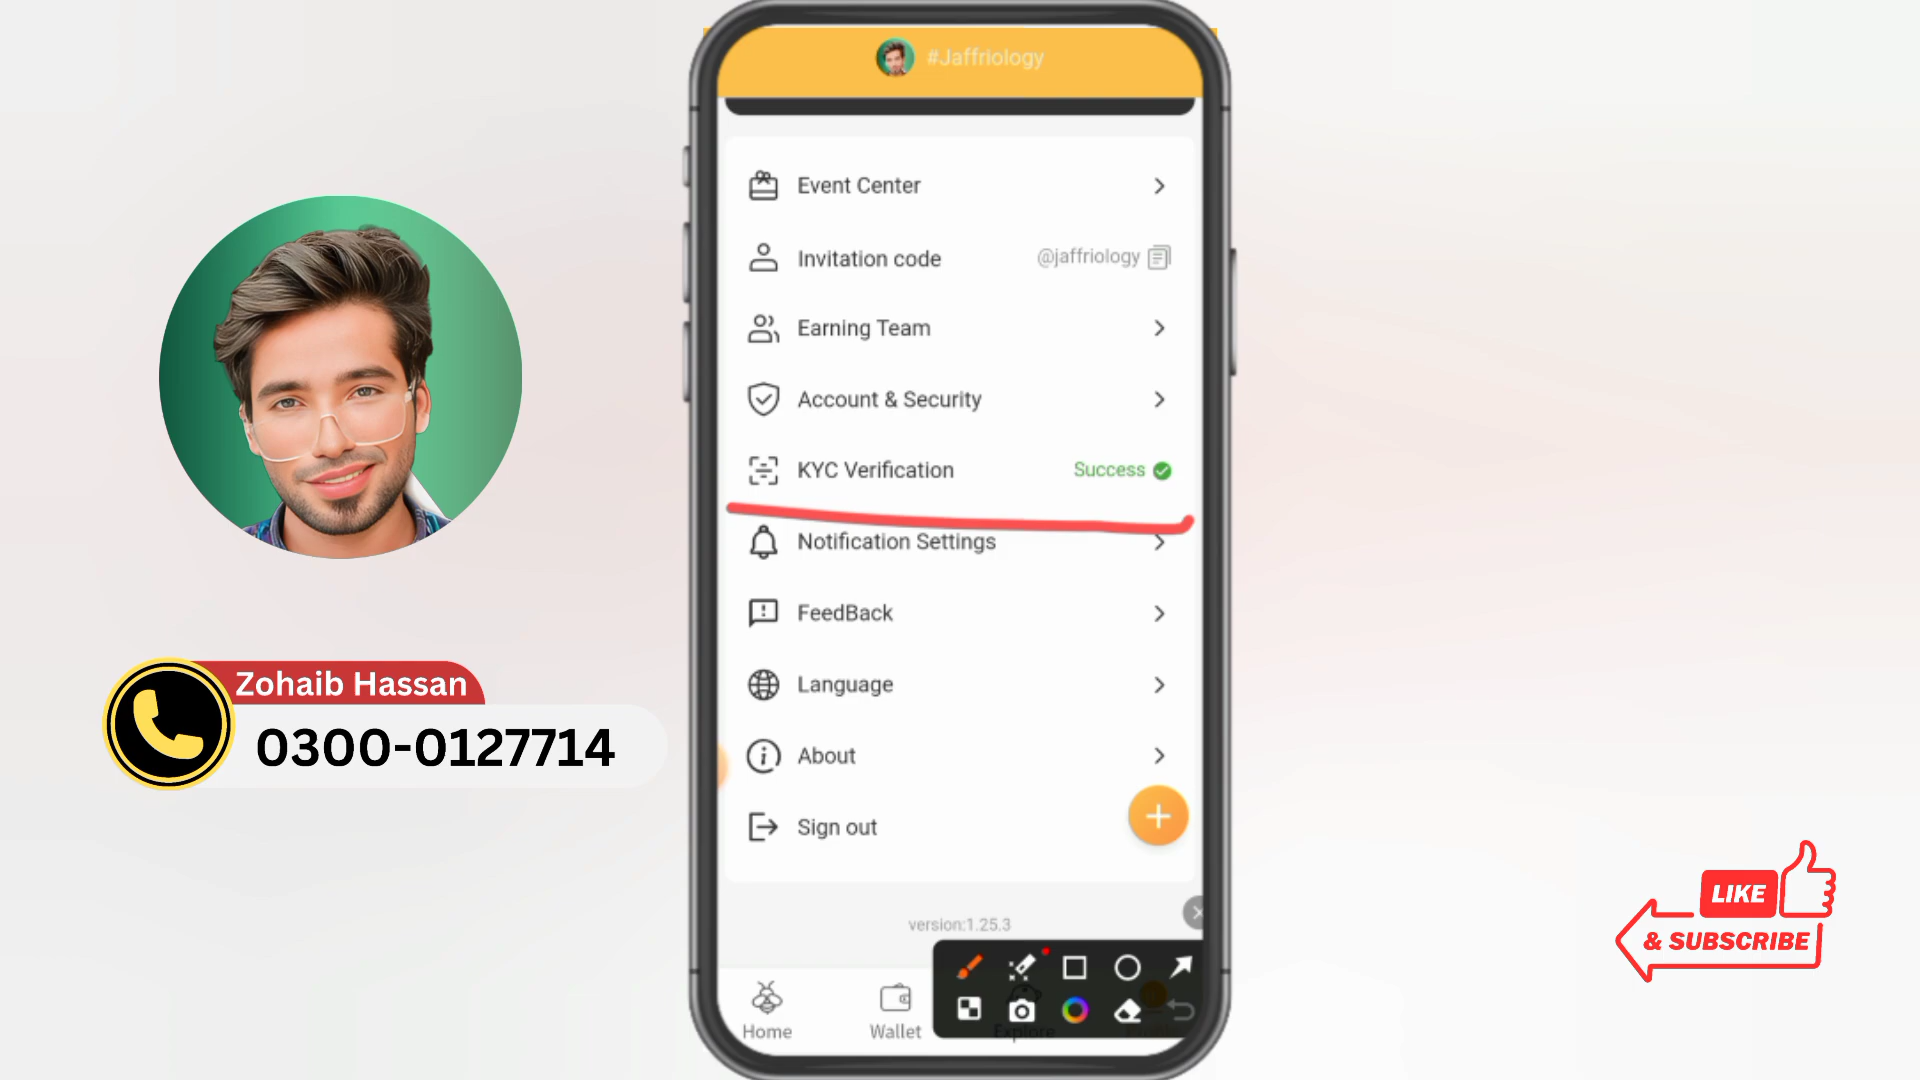 #Jaffriology
Event Center
Invitation code @jaffriology
Earning Team
Account & Security
KYC Verification Success
Notification Settings
FeedBack
Language
About
Sign out
version:1.25.3
Home Wallet Explore
Zohaib Hassan
0300-0127714
LIKE
& SUBSCRIBE